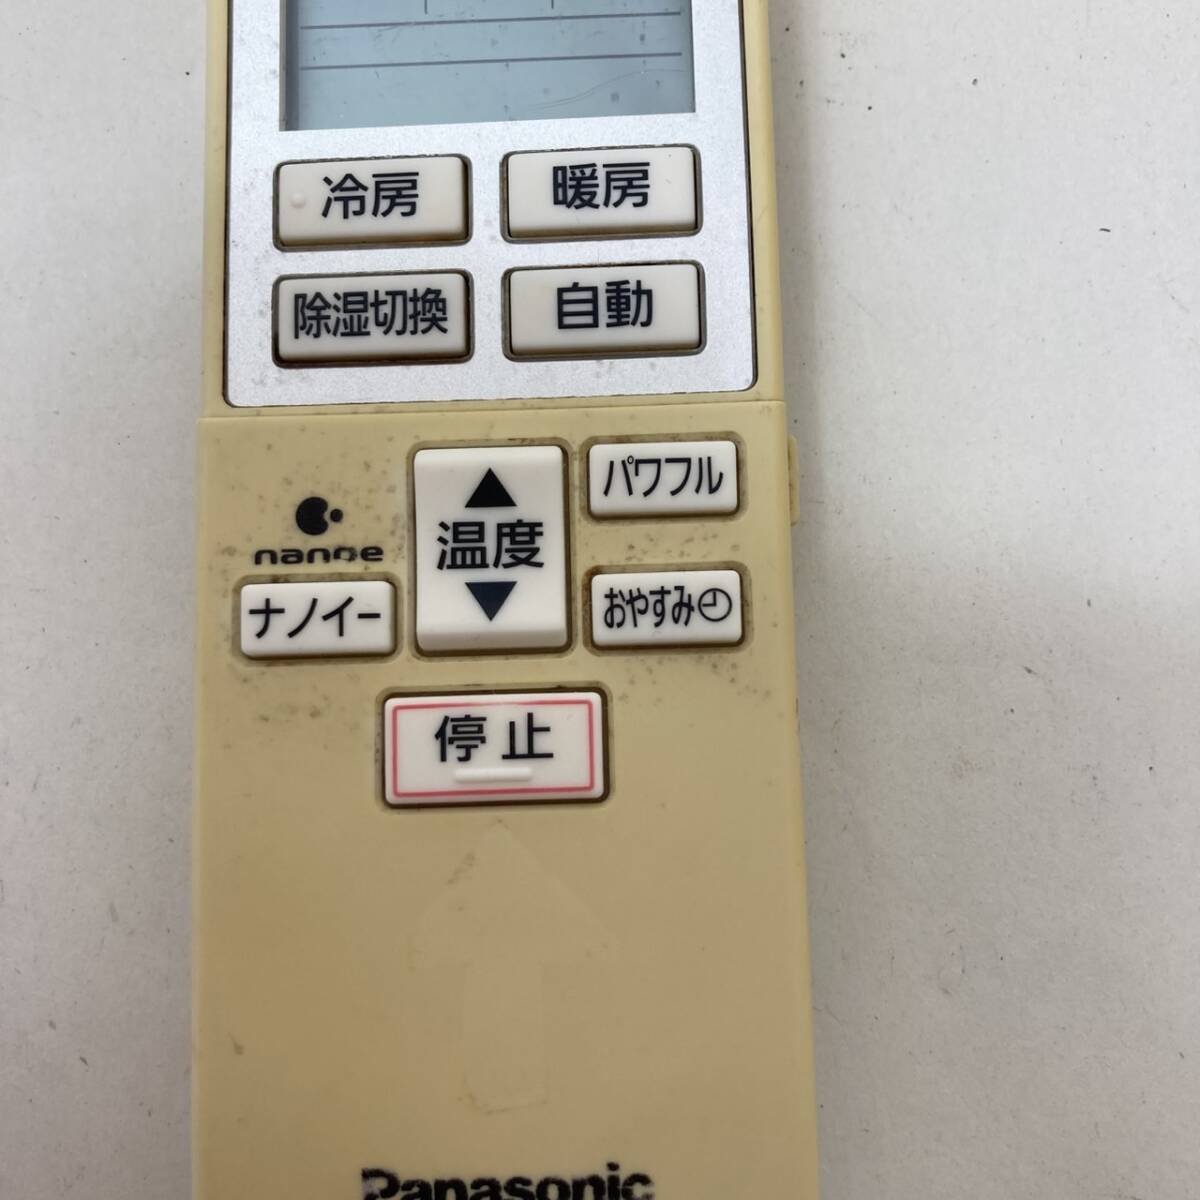 冷房
暖房
除湿切換
自動
▲
温度
▼
パワフル
nanoe
ナノイー
おやすみ
停止
Panasonic